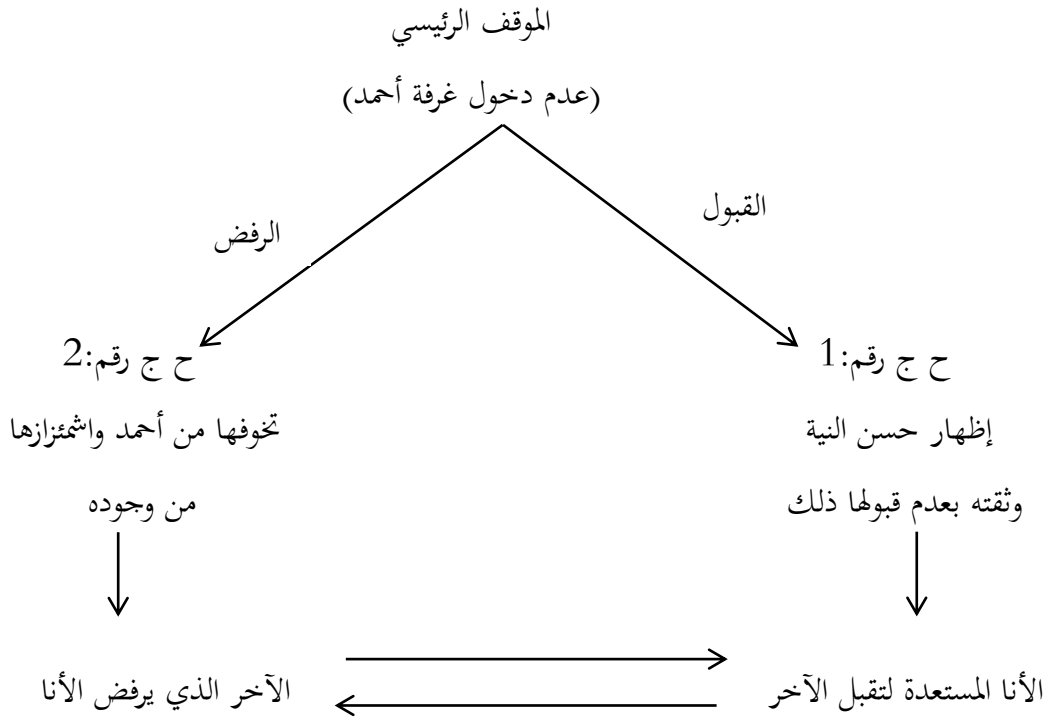 الموقف الرئيسي
(عدم دخول غرفة أحمد)
القبول
الرفض
ح ج رقم:1
إظهار حسن النية
وثقته بعدم قبولها ذلك
الأنا المستعدة لتقبل الآخر
ح ج رقم:2
تخوفها من أحمد واشمئزازها
من وجوده
الآخر الذي يرفض الأنا